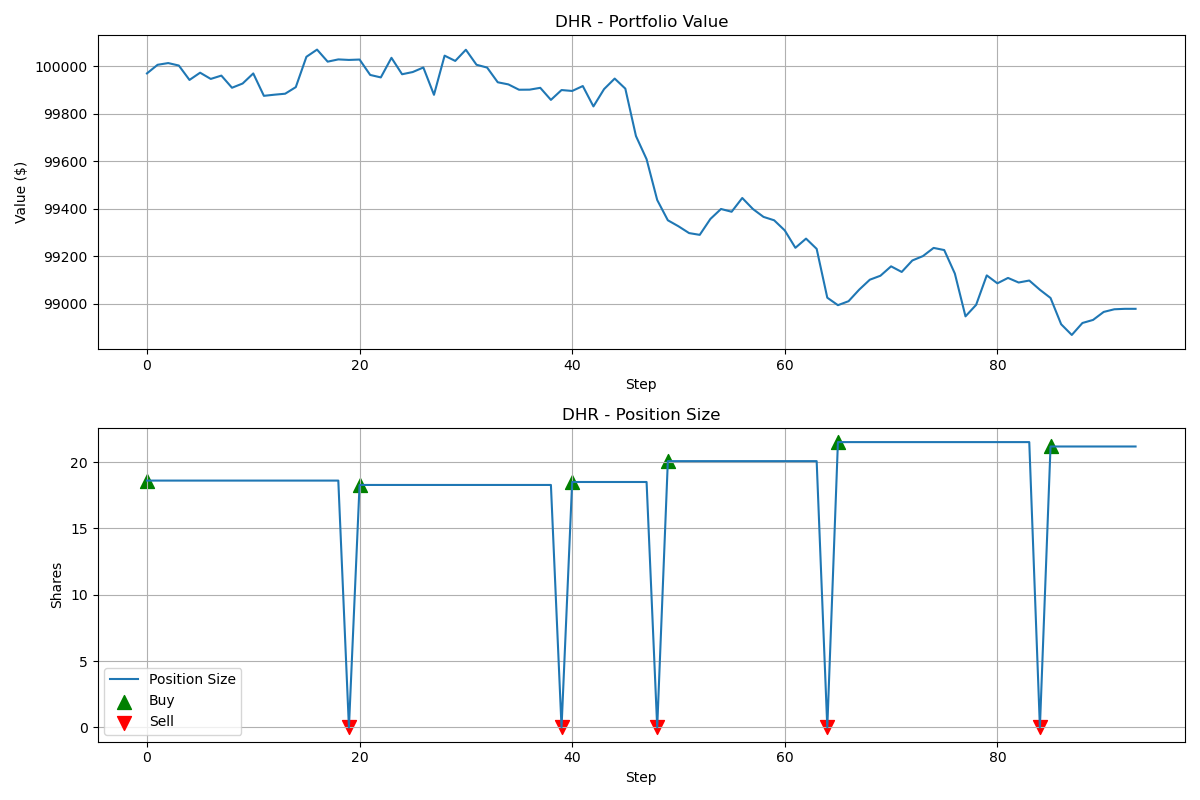 DHR - Portfolio Value
Value ($)
100000
99800
99600
99400
99200
99000
0 20 40 60 80
Step
DHR - Position Size
Shares
20
15
10
5
0
Position Size
Buy
Sell
0 20 40 60 80
Step